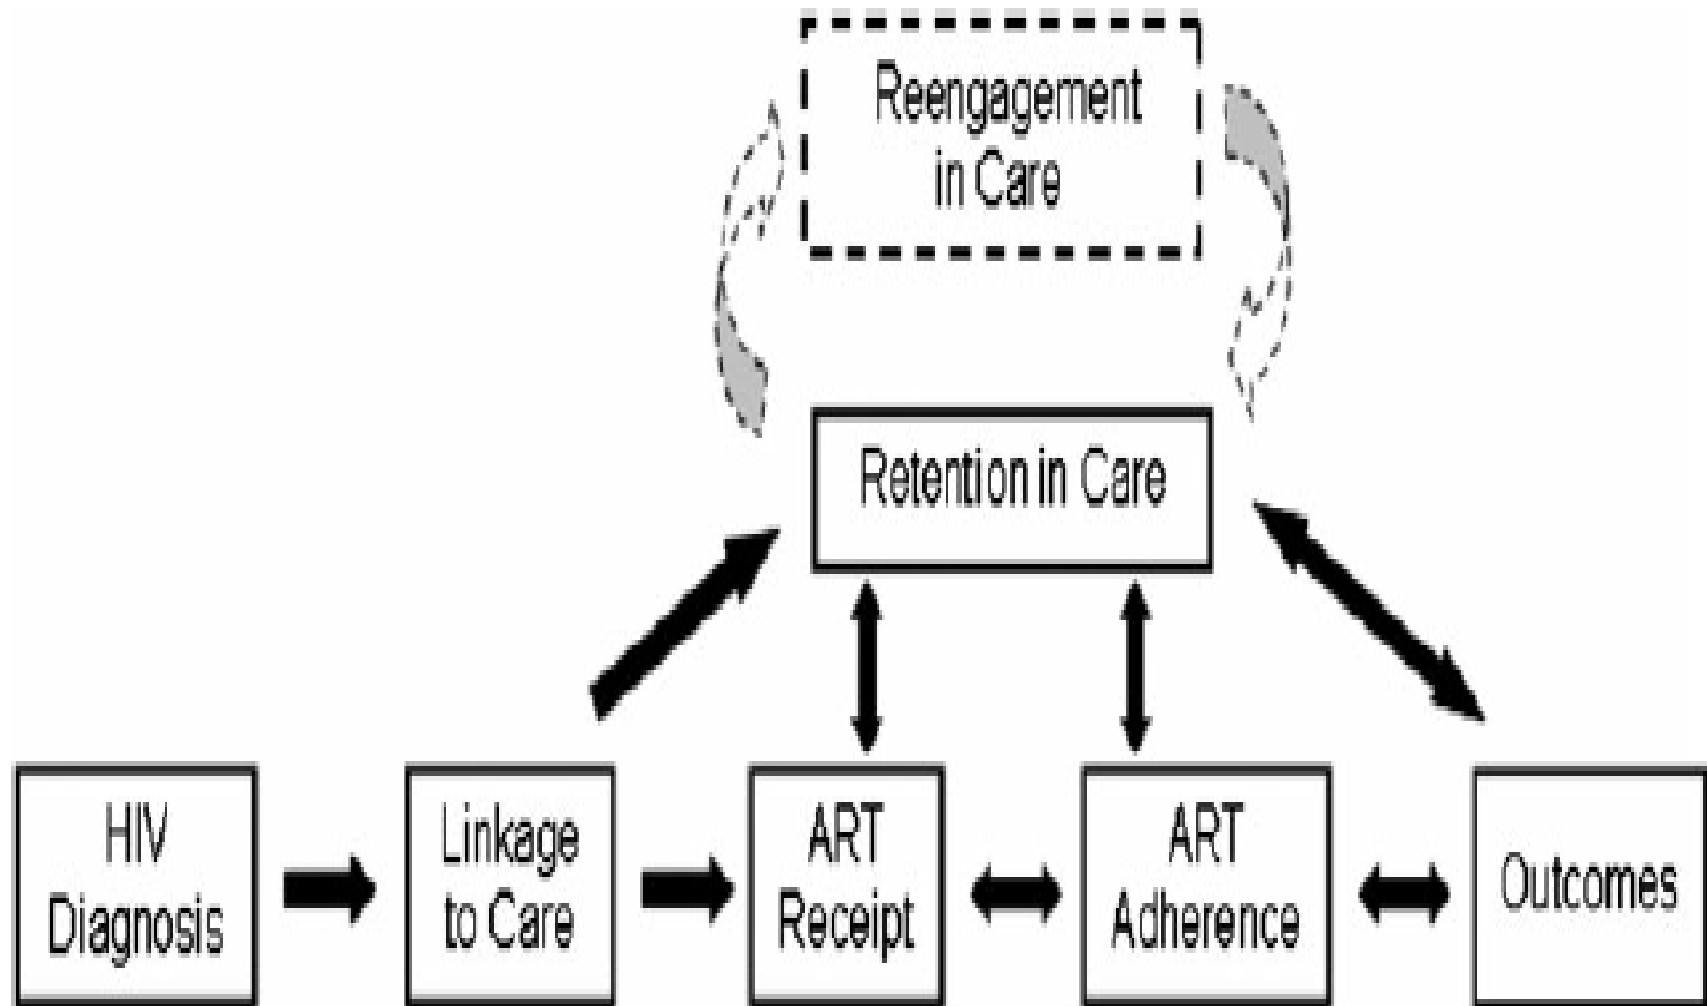 Reengagement
in Care
Retention in Care
HIV
Diagnosis
Linkage
to Care
ART
Receipt
ART
Adherence
Outcomes